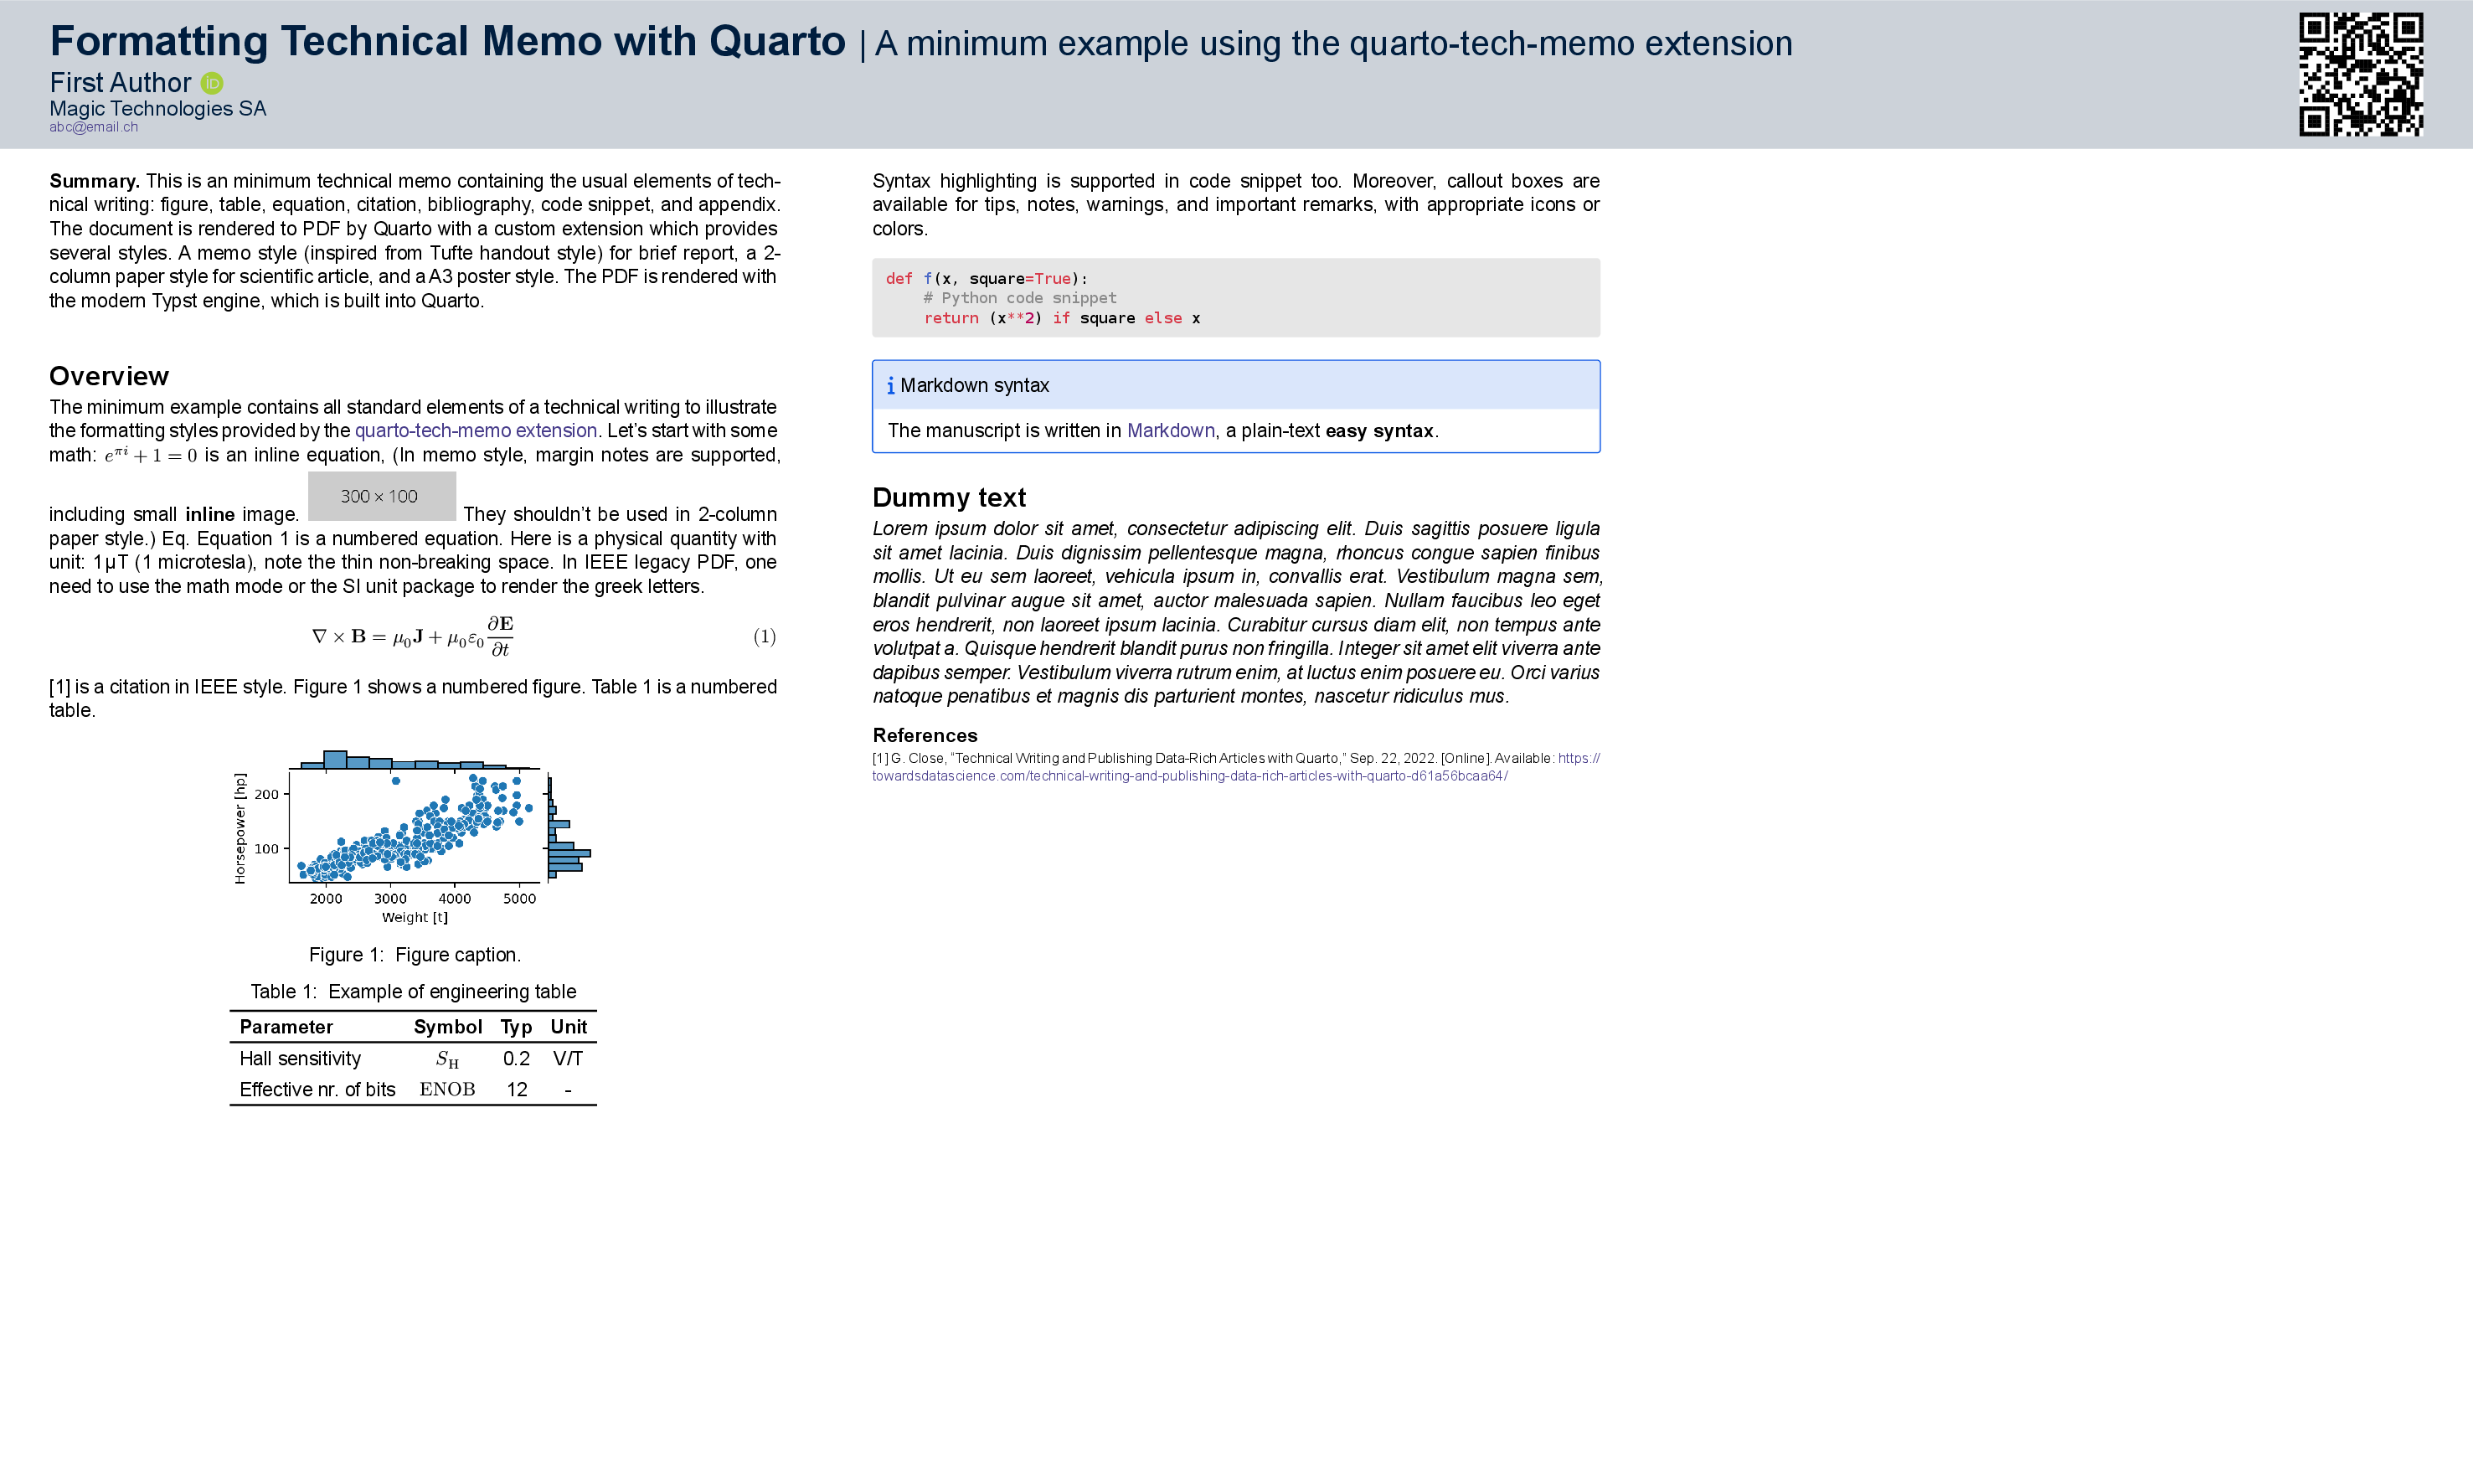 Formatting Technical Memo with Quarto | A minimum example using the quarto-tech-memo extension
First Author iD
Magic Technologies SA
abc@email.ch
Summary. This is an minimum technical memo containing the usual elements of tech-
nical writing: figure, table, equation, citation, bibliography, code snippet, and appendix.
The document is rendered to PDF by Quarto with a custom extension which provides
several styles. A memo style (inspired from Tufte handout style) for brief report, a 2-
column paper style for scientific article, and a A3 poster style. The PDF is rendered with
the modern Typst engine, which is built into Quarto.
Overview
The minimum example contains all standard elements of a technical writing to illustrate
the formatting styles provided by the quarto-tech-memo extension. Let's start with some
math: e^{πi} + 1 = 0 is an inline equation, (In memo style, margin notes are supported,
300 × 100
including small inline image. They shouldn't be used in 2-column
paper style.) Eq. Equation 1 is a numbered equation. Here is a physical quantity with
unit: 1 µT (1 microtesla), note the thin non-breaking space. In IEEE legacy PDF, one
need to use the math mode or the SI unit package to render the greek letters.
∇ × B = μ₀J + μ₀ε₀ ∂E/∂t (1)
[1] is a citation in IEEE style. Figure 1 shows a numbered figure. Table 1 is a numbered
table.
Horsepower [hp]
200
100
2000 3000 4000 5000
Weight [t]
Figure 1: Figure caption.
Table 1: Example of engineering table
Parameter Symbol Typ Unit
Hall sensitivity S_H 0.2 V/T
Effective nr. of bits ENOB 12 -
Syntax highlighting is supported in code snippet too. Moreover, callout boxes are
available for tips, notes, warnings, and important remarks, with appropriate icons or
colors.
def f(x, square=True):
    # Python code snippet
    return (x**2) if square else x
i Markdown syntax
The manuscript is written in Markdown, a plain-text easy syntax.
Dummy text
Lorem ipsum dolor sit amet, consectetur adipiscing elit. Duis sagittis posuere ligula
sit amet lacinia. Duis dignissim pellentesque magna, rhoncus congue sapien finibus
mollis. Ut eu sem laoreet, vehicula ipsum in, convallis erat. Vestibulum magna sem,
blandit pulvinar augue sit amet, auctor malesuada sapien. Nullam faucibus leo eget
eros hendrerit, non laoreet ipsum lacinia. Curabitur cursus diam elit, non tempus ante
volutpat a. Quisque hendrerit blandit purus non fringilla. Integer sit amet elit viverra ante
dapibus semper. Vestibulum viverra rutrum enim, at luctus enim posuere eu. Orci varius
natoque penatibus et magnis dis parturient montes, nascetur ridiculus mus.
References
[1] G. Close, "Technical Writing and Publishing Data-Rich Articles with Quarto," Sep. 22, 2022. [Online]. Available: https://
towardsdatascience.com/technical-writing-and-publishing-data-rich-articles-with-quarto-d61a56bcaa64/